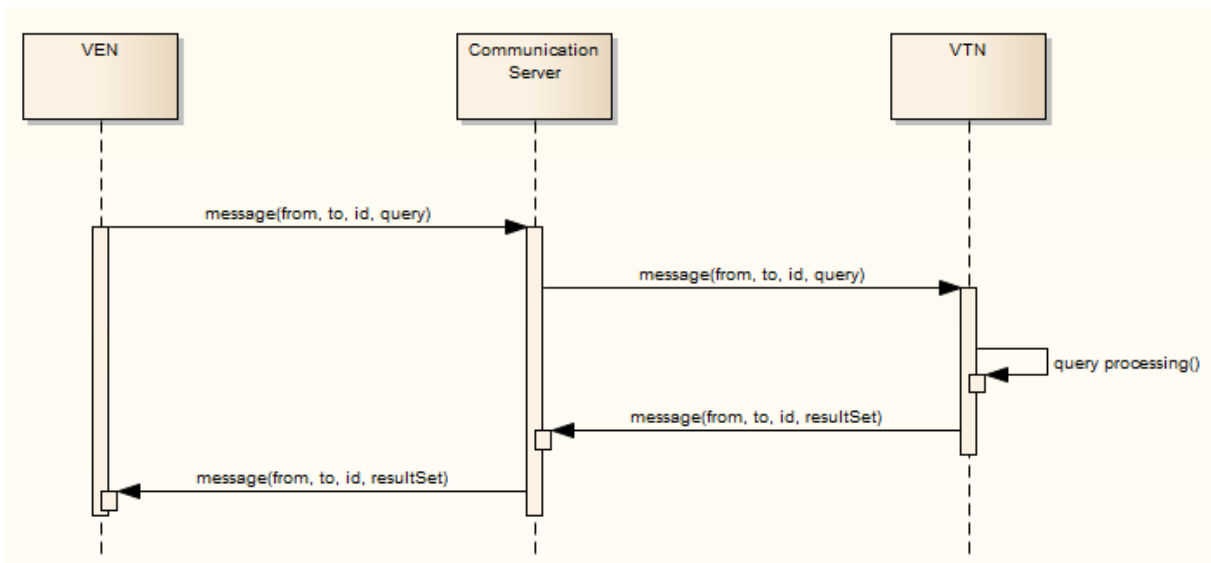 VEN
Communication
Server
VTN
message(from, to, id, query)
message(from, to, id, query)
query processing()
message(from, to, id, resultSet)
message(from, to, id, resultSet)